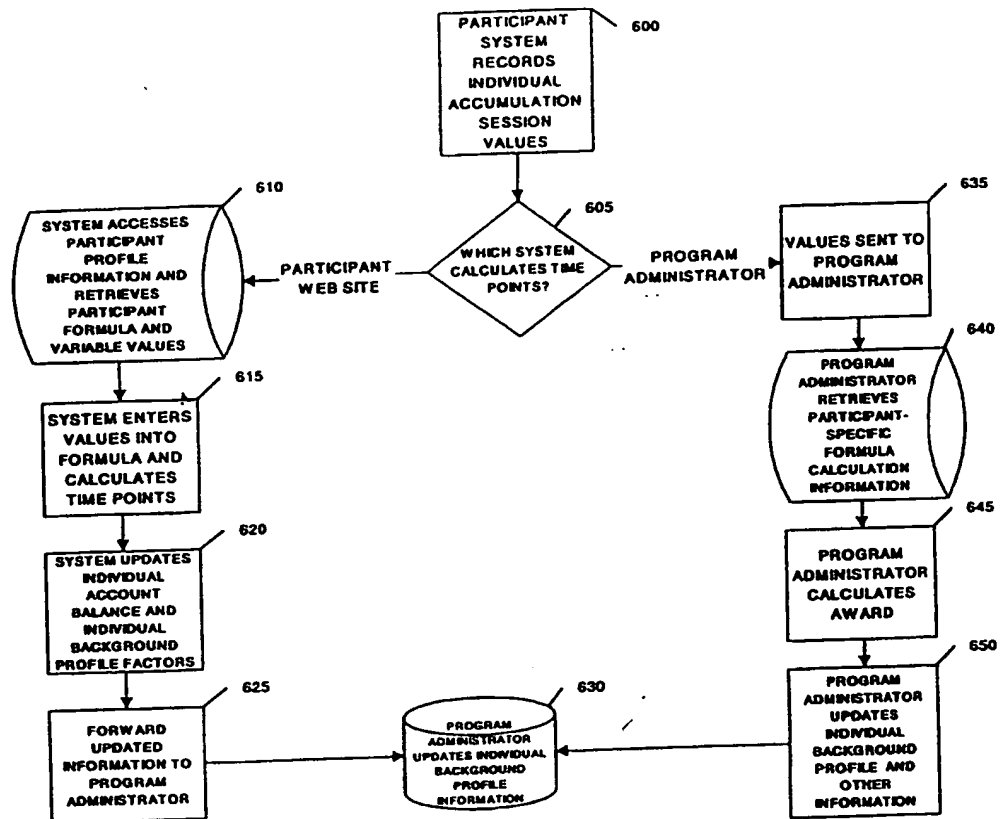 PARTICIPANT
SYSTEM
RECORDS
INDIVIDUAL
ACCUMULATION
SESSION
VALUES
600
605
WHICH SYSTEM
CALCULATES TIME
POINTS?
PARTICIPANT
WEB SITE
PROGRAM
ADMINISTRATOR
610
SYSTEM ACCESSES
PARTICIPANT
PROFILE
INFORMATION AND
RETRIEVES
PARTICIPANT
FORMULA AND
VARIABLE VALUES
615
SYSTEM ENTERS
VALUES INTO
FORMULA AND
CALCULATES
TIME POINTS
620
SYSTEM UPDATES
INDIVIDUAL
ACCOUNT
BALANCE AND
INDIVIDUAL
BACKGROUND
PROFILE FACTORS
625
FORWARD
UPDATED
INFORMATION TO
PROGRAM
ADMINISTRATOR
630
PROGRAM
ADMINISTRATOR
UPDATES INDIVIDUAL
BACKGROUND
PROFILE
INFORMATION
635
VALUES SENT TO
PROGRAM
ADMINISTRATOR
640
PROGRAM
ADMINISTRATOR
RETRIEVES
PARTICIPANT-
SPECIFIC
FORMULA
CALCULATION
INFORMATION
645
PROGRAM
ADMINISTRATOR
CALCULATES
AWARD
650
PROGRAM
ADMINISTRATOR
UPDATES
INDIVIDUAL
BACKGROUND
PROFILE AND
OTHER
INFORMATION